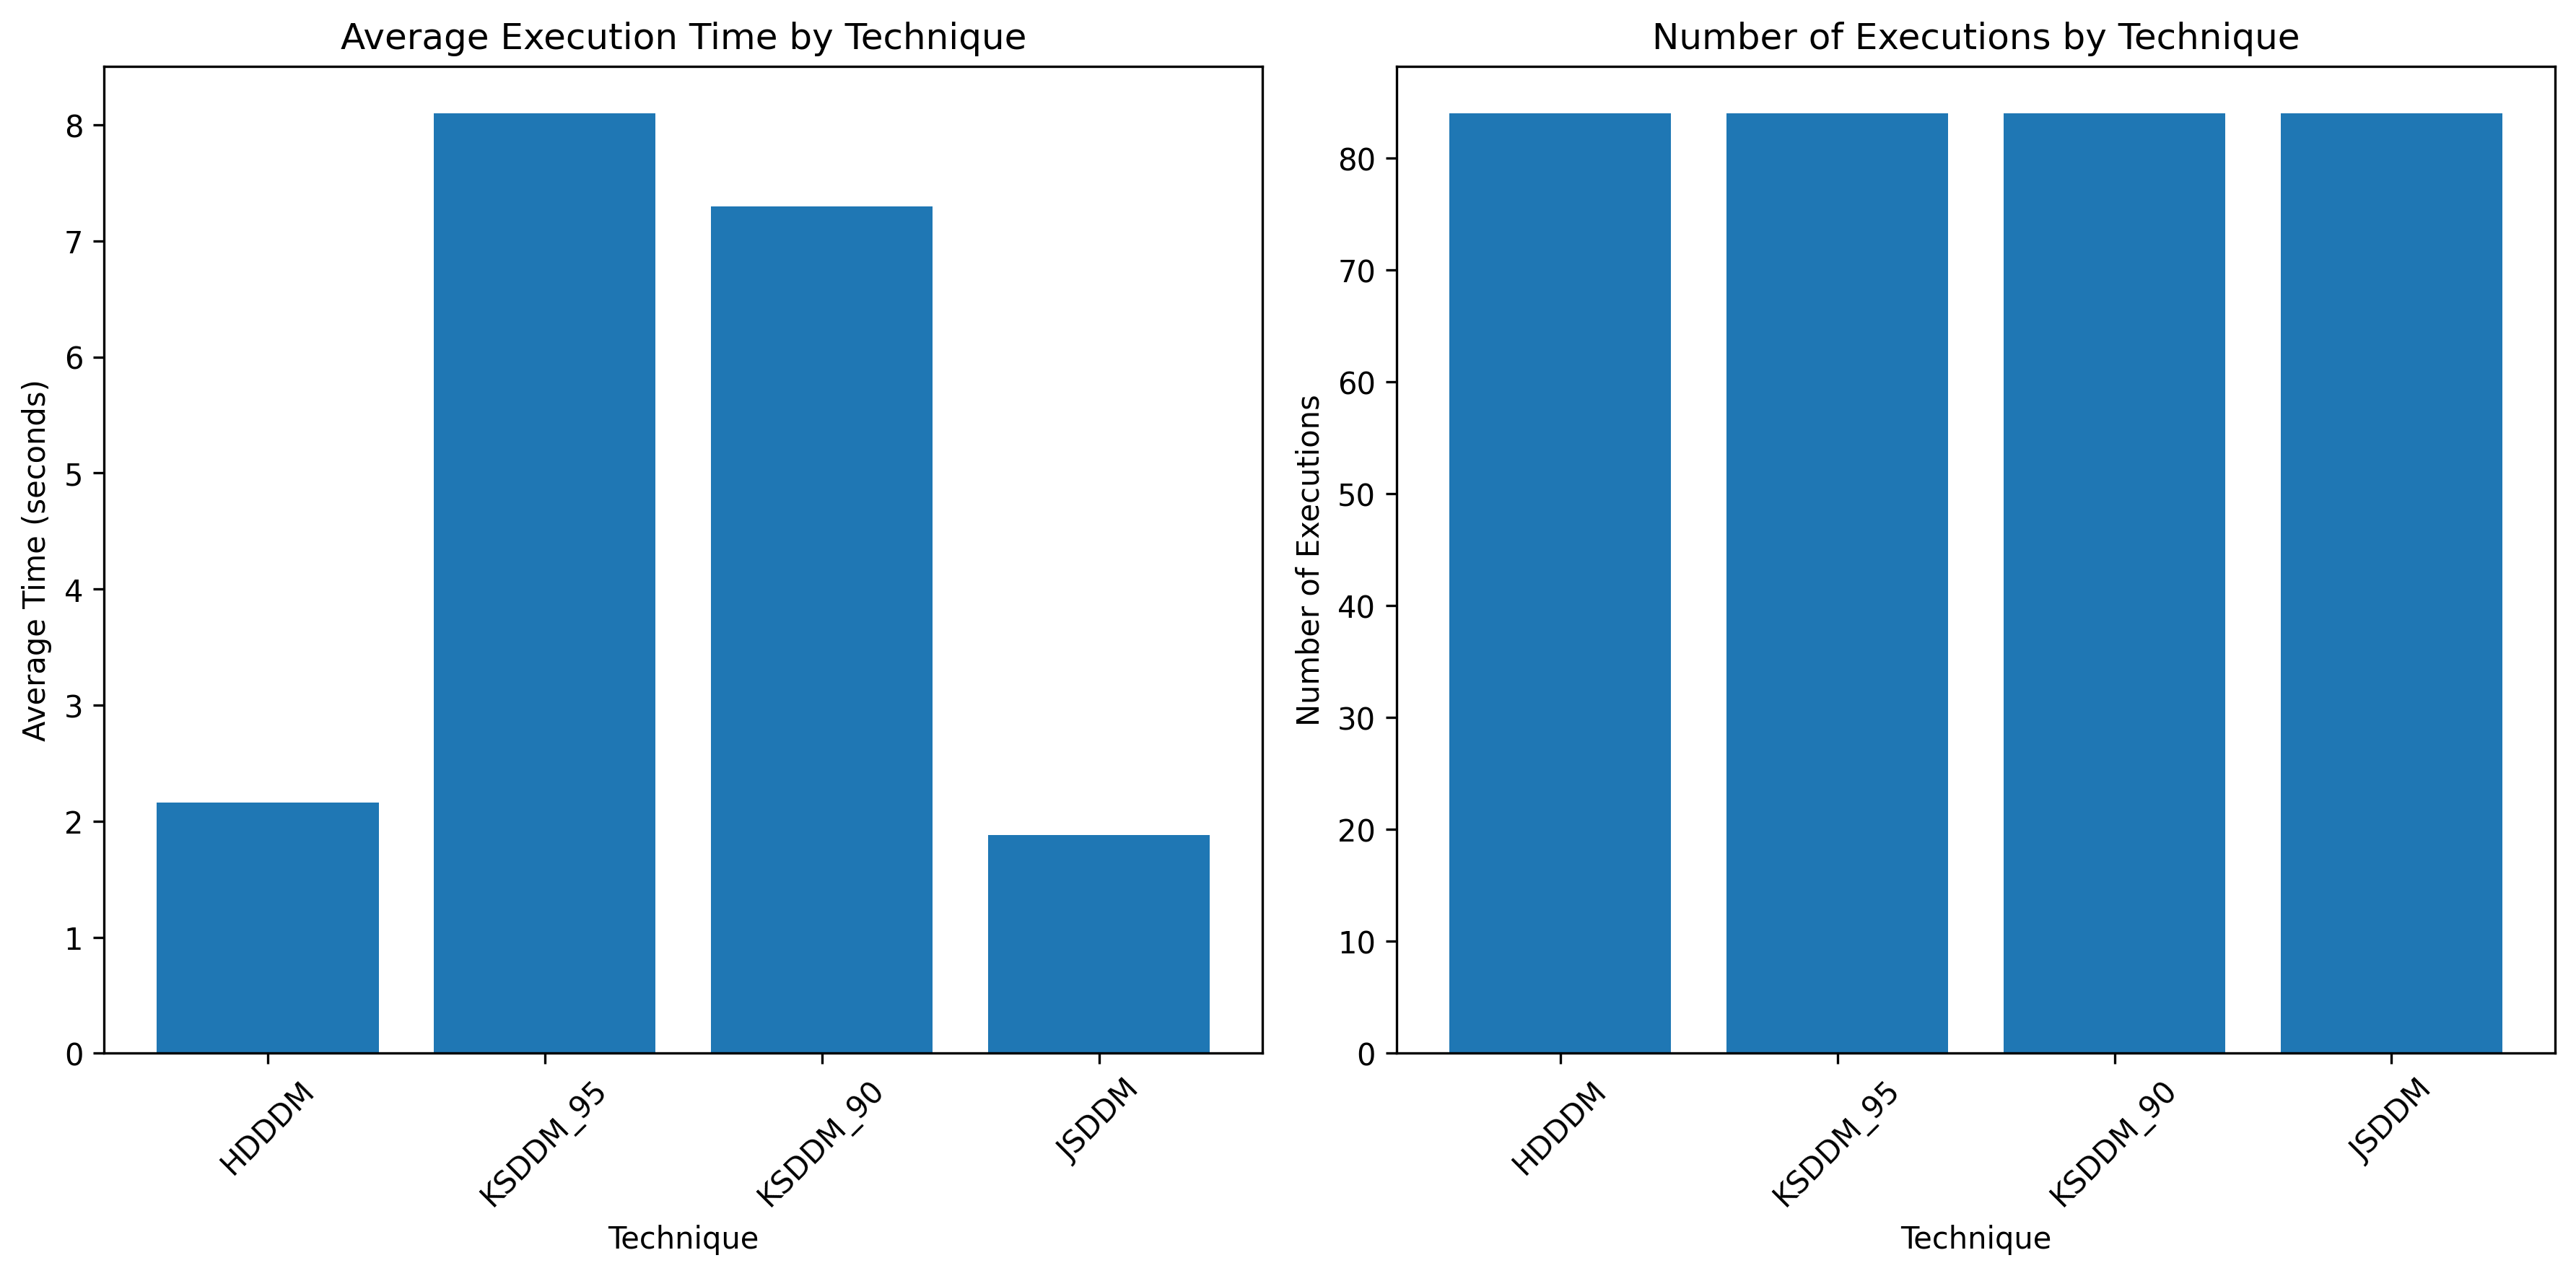 Average Execution Time by Technique
Average Time (seconds)
8
7
6
5
4
3
2
1
0
HDDDM
KSDDM_95
KSDDM_90
JSDDM
Technique
Number of Executions by Technique
Number of Executions
80
70
60
50
40
30
20
10
0
HDDDM
KSDDM_95
KSDDM_90
JSDDM
Technique